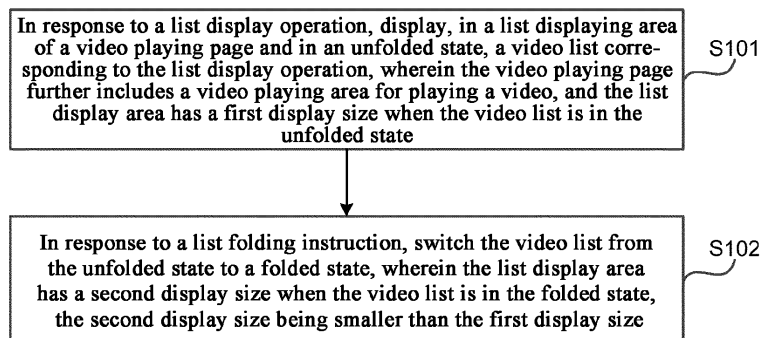 In response to a list display operation, display, in a list displaying area
of a video playing page and in an unfolded state, a video list corre-
sponding to the list display operation, wherein the video playing page
further includes a video playing area for playing a video, and the list
display area has a first display size when the video list is in the
unfolded state
S101
In response to a list folding instruction, switch the video list from
the unfolded state to a folded state, wherein the list display area
has a second display size when the video list is in the folded state,
the second display size being smaller than the first display size
S102